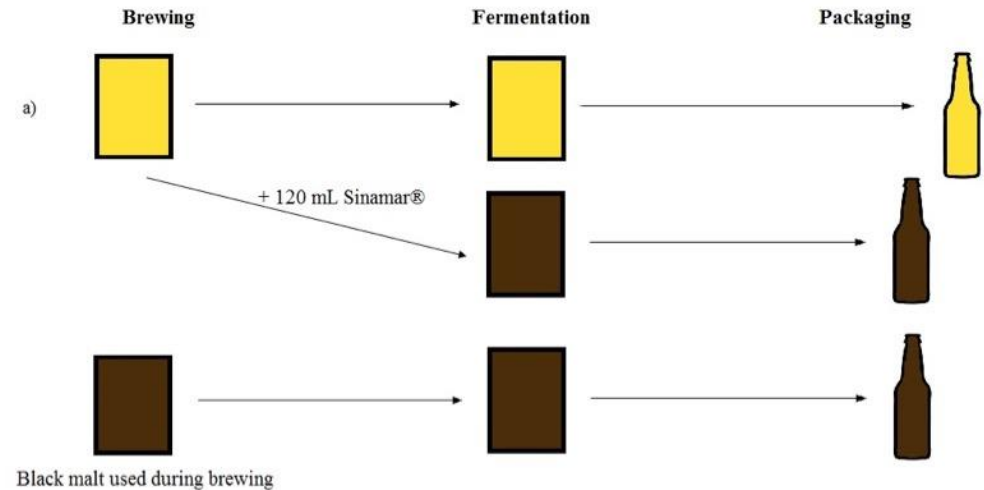 Brewing Fermentation Packaging
a)
+ 120 mL Sinamar®
Black malt used during brewing